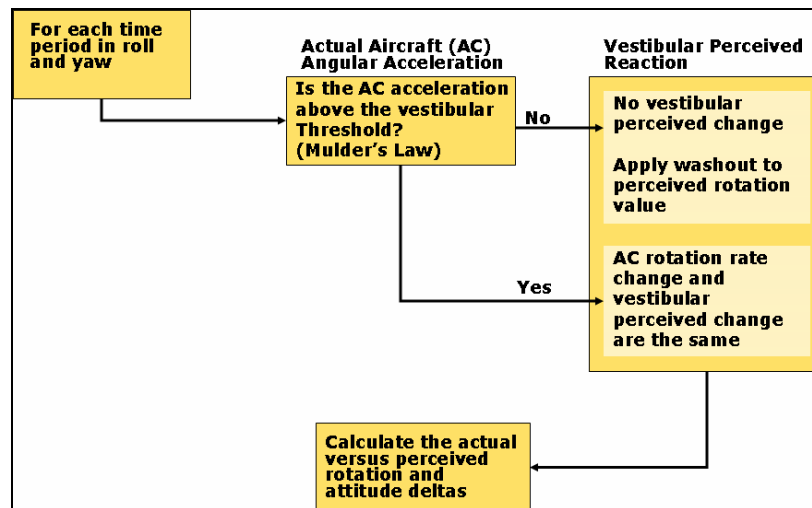 For each time
period in roll
and yaw
Actual Aircraft (AC)
Angular Acceleration
Is the AC acceleration
above the vestibular
Threshold?
(Mulder's Law)
No
Yes
Vestibular Perceived
Reaction
No vestibular
perceived change
Apply washout to
perceived rotation
value
AC rotation rate
change and
vestibular
perceived change
are the same
Calculate the actual
versus perceived
rotation and
attitude deltas